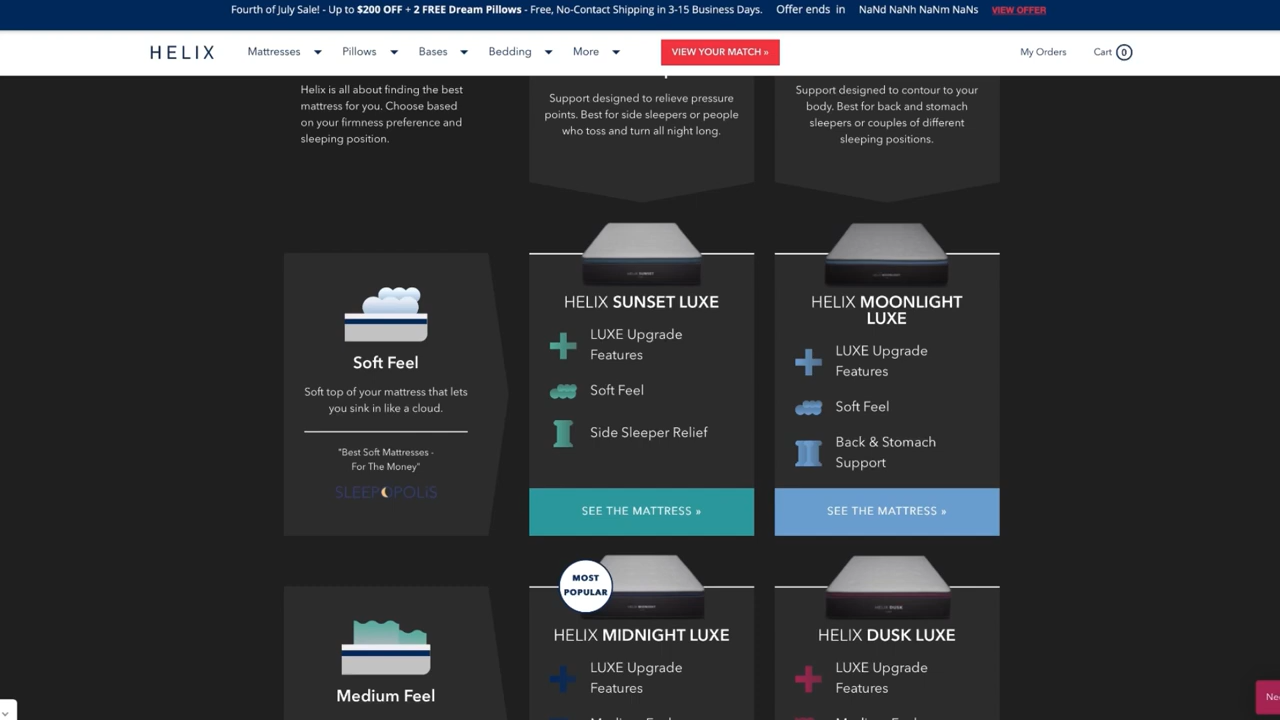 Fourth of July Sale! - Up to $200 OFF + 2 FREE Dream Pillows - Free, No-Contact Shipping in 3-15 Business Days. Offer ends in NaNd NaNh NaNm NaNs VIEW OFFER
HELIX Mattresses Pillows Bases Bedding More VIEW YOUR MATCH » My Orders Cart 0
Helix is all about finding the best
mattress for you. Choose based
on your firmness preference and
sleeping position.
Support designed to relieve pressure
points. Best for side sleepers or people
who toss and turn all night long.
Support designed to contour to your
body. Best for back and stomach
sleepers or couples of different
sleeping positions.
Soft Feel
Soft top of your mattress that lets
you sink in like a cloud.
"Best Soft Mattresses -
For The Money"
SLEEPOPOLIS
HELIX SUNSET
HELIX SUNSET LUXE
LUXE Upgrade
Features
Soft Feel
Side Sleeper Relief
SEE THE MATTRESS »
HELIX MOONLIGHT
HELIX MOONLIGHT
LUXE
LUXE Upgrade
Features
Soft Feel
Back & Stomach
Support
SEE THE MATTRESS »
Medium Feel
MOST
POPULAR
HELIX MIDNIGHT
HELIX MIDNIGHT LUXE
LUXE Upgrade
Features
HELIX DUSK
HELIX DUSK LUXE
LUXE Upgrade
Features